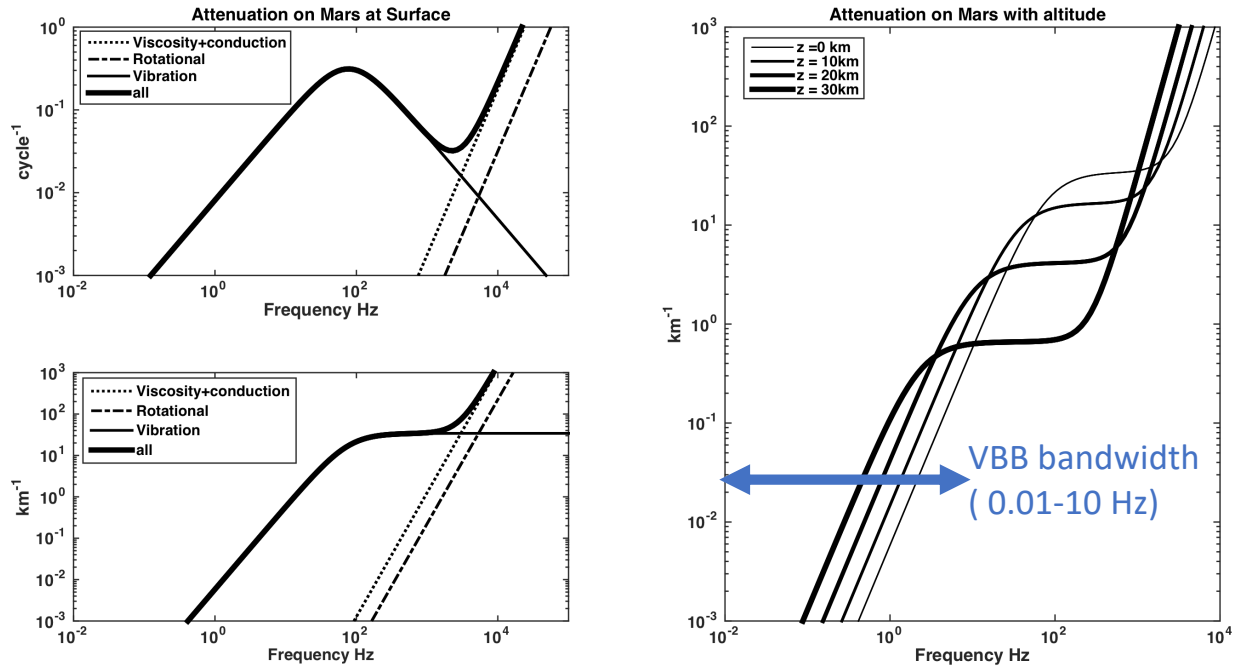 Attenuation on Mars at Surface
10^0
10^-1
10^-2
10^-3
cycle^-1
Viscosity+conduction
Rotational
Vibration
all
10^-2
10^0
10^2
10^4
Frequency Hz
10^3
10^2
10^1
10^0
10^-1
10^-2
10^-3
km^-1
Viscosity+conduction
Rotational
Vibration
all
10^-2
10^0
10^2
10^4
Frequency Hz
Attenuation on Mars with altitude
10^3
10^2
10^1
10^0
10^-1
10^-2
10^-3
km^-1
z =0 km
z = 10km
z = 20km
z = 30km
VBB bandwidth
( 0.01-10 Hz)
10^-2
10^0
10^2
10^4
Frequency Hz